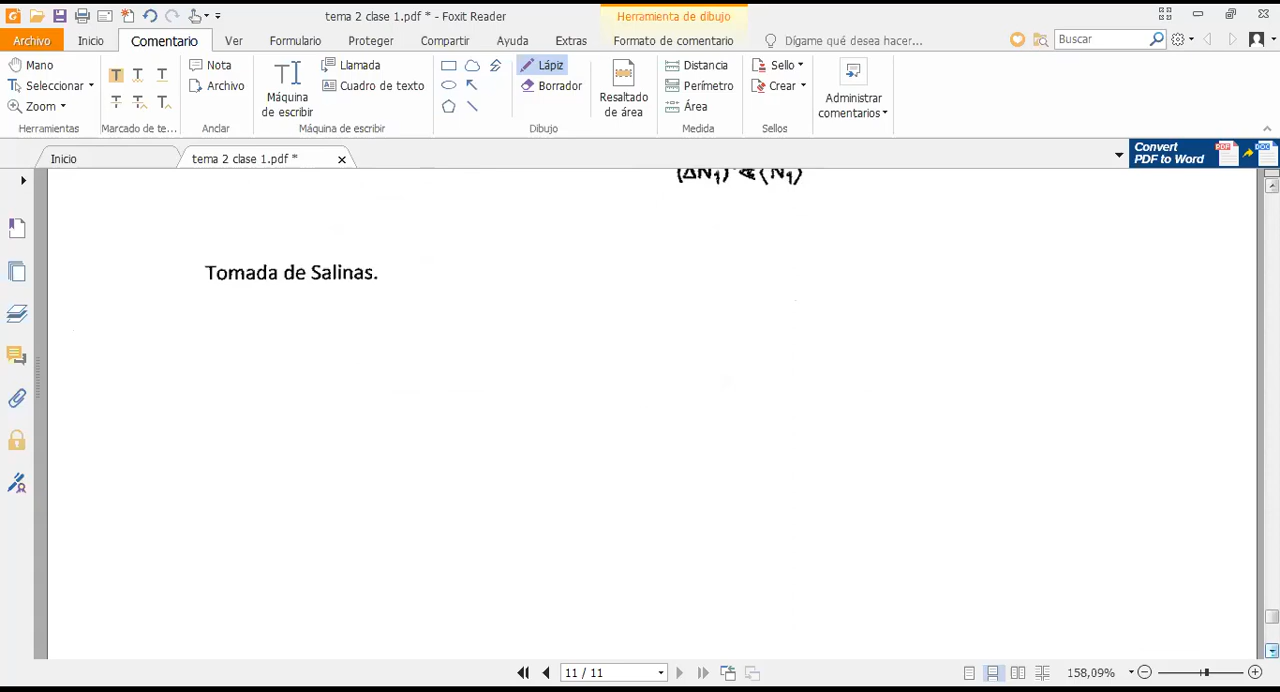 tema 2 clase 1.pdf * - Foxit Reader
Herramienta de dibujo
Archivo
Inicio
Comentario
Ver
Formulario
Proteger
Compartir
Ayuda
Extras
Formato de comentario
Dígame qué desea hacer...
Buscar
Mano
Seleccionar
Zoom
Herramientas
Marcado de te...
Nota
Archivo
Anclar
Máquina
de escribir
Llamada
Cuadro de texto
Máquina de escribir
Lápiz
Borrador
Dibujo
Resaltado
de área
Distancia
Perímetro
Área
Medida
Sello
Crear
Sellos
Administrar
comentarios
Inicio
tema 2 clase 1.pdf *
Convert
PDF to Word
Tomada de Salinas.
11 / 11
158,09%